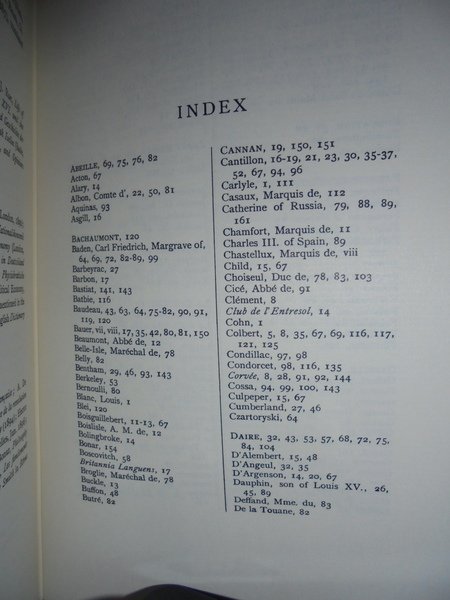 INDEX
ABEILLE, 69, 75, 76, 82
Acton, 67
Alary, 14
Albon, Comte d', 22, 50, 81
Aquinas, 93
Asgill, 16
BACHAUMONT, 120
Baden, Carl Friedrich, Margrave of,
64, 69, 72, 82-89, 99
Barbeyrac, 27
Barbon, 17
Bastiat, 141, 143
Batbie, 116
Baudeau, 43, 63, 64, 75-82, 90, 91,
119, 120
Bauer, vii, viii, 17, 35, 42, 80, 81, 150
Beaumont, Abbé de, 12
Belle-Isle, Maréchal de, 78
Belly, 82
Bentham, 29, 46, 93, 143
Berkeley, 53
Bernoulli, 80
Blanc, Louis, 1
Blei, 120
Boisguillebert, 11-13, 67
Boislisle, A. M. de, 12
Bolingbroke, 14
Bonar, 154
Boscovitch, 58
Britannia Languens, 17
Broglie, Maréchal de, 78
Buckle, 13
Buffon, 48
Butré, 82
CANNAN, 19, 150, 151
Cantillon, 16-19, 21, 23, 30, 35-37,
52, 67, 94, 96
Carlyle, 1, 111
Casaux, Marquis de, 112
Catherine of Russia, 79, 88, 89,
161
Chamfort, Marquis de, 11
Charles III. of Spain, 89
Chastellux, Marquis de, viii
Child, 15, 67
Choiseul, Duc de, 78, 83, 103
Cicé, Abbé de, 91
Clément, 8
Club de l'Entresol, 14
Cohn, 1
Colbert, 5, 8, 35, 67, 69, 116, 117,
121, 125
Condillac, 97, 98
Condorcet, 98, 116, 135
Corvée, 8, 28, 91, 92, 144
Cossa, 94, 99, 100, 143
Culpeper, 15, 67
Cumberland, 27, 46
Czartoryski, 64
DAIRE, 32, 43, 53, 57, 68, 72, 75,
84, 104
D'Alembert, 15, 48
D'Angeul, 32, 35
D'Argenson, 14, 20, 67
Dauphin, son of Louis XV., 26,
45, 89
Deffand, Mme. du, 83
De la Touane, 82